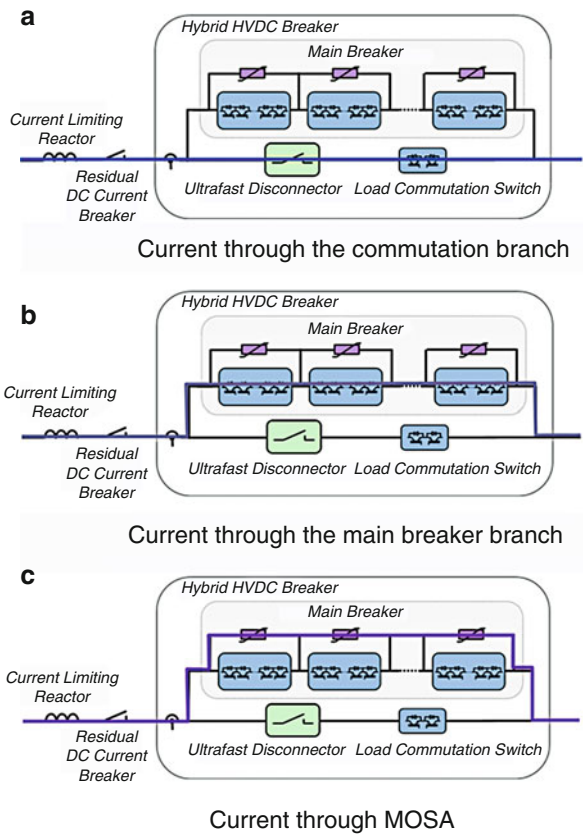 a
Hybrid HVDC Breaker
Main Breaker
Current Limiting
Reactor
Residual
DC Current
Breaker
Ultrafast Disconnector
Load Commutation Switch
Current through the commutation branch
b
Hybrid HVDC Breaker
Main Breaker
Current Limiting
Reactor
Residual
DC Current
Breaker
Ultrafast Disconnector
Load Commutation Switch
Current through the main breaker branch
c
Hybrid HVDC Breaker
Main Breaker
Current Limiting
Reactor
Residual
DC Current
Breaker
Ultrafast Disconnector
Load Commutation Switch
Current through MOSA